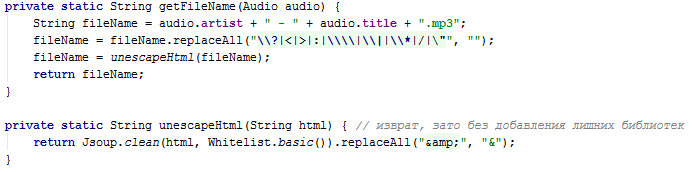 private static String getFileName(Audio audio) {
String fileName = audio.artist + " - " + audio.title + ".mp3";
fileName = fileName.replaceAll("\\?|<|>|:|\\\\|\\||\\*|/|\"", "");
fileName = unescapeHtml(fileName);
return fileName;
}
private static String unescapeHtml(String html) { // изврат, зато без добавления лишних библиотек
return Jsoup.clean(html, Whitelist.basic()).replaceAll("&amp;", "&");
}